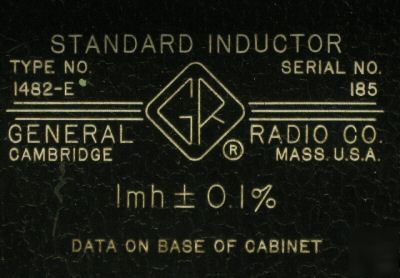 STANDARD INDUCTOR
TYPE NO. SERIAL NO.
1482-E 185
GR
GENERAL RADIO CO.
®
CAMBRIDGE MASS. U.S.A.
1mh ± 0.1%
DATA ON BASE OF CABINET